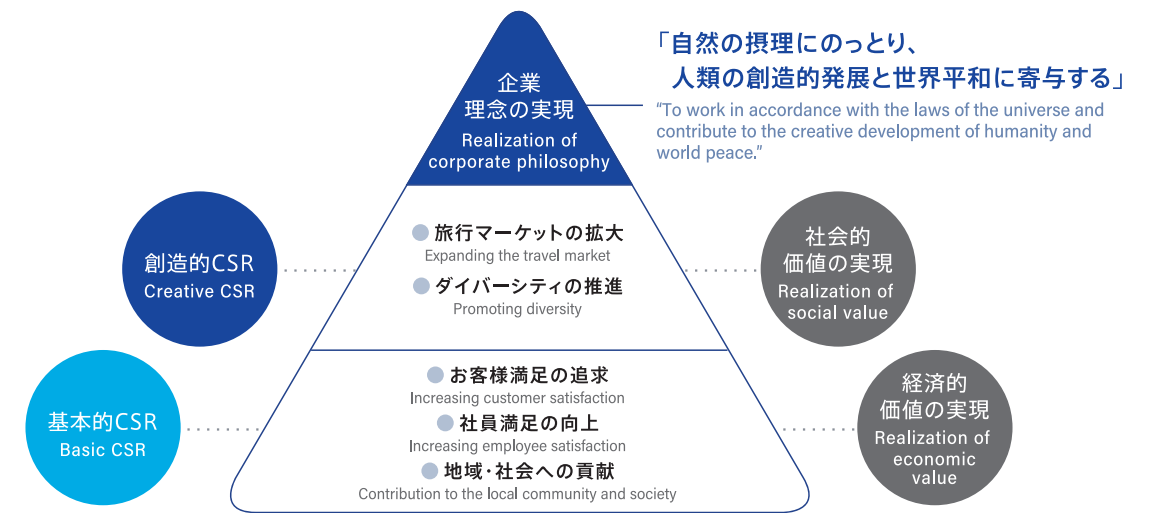 企業
理念の実現
Realization of
corporate philosophy
「自然の摂理にのっとり、
人類の創造的発展と世界平和に寄与する」
“To work in accordance with the laws of the universe and
contribute to the creative development of humanity and
world peace.”
創造的CSR
Creative CSR
旅行マーケットの拡大
Expanding the travel market
ダイバーシティの推進
Promoting diversity
社会的
価値の実現
Realization of
social value
基本的CSR
Basic CSR
お客様満足の追求
Increasing customer satisfaction
社員満足の向上
Increasing employee satisfaction
地域・社会への貢献
Contribution to the local community and society
経済的
価値の実現
Realization of
economic
value